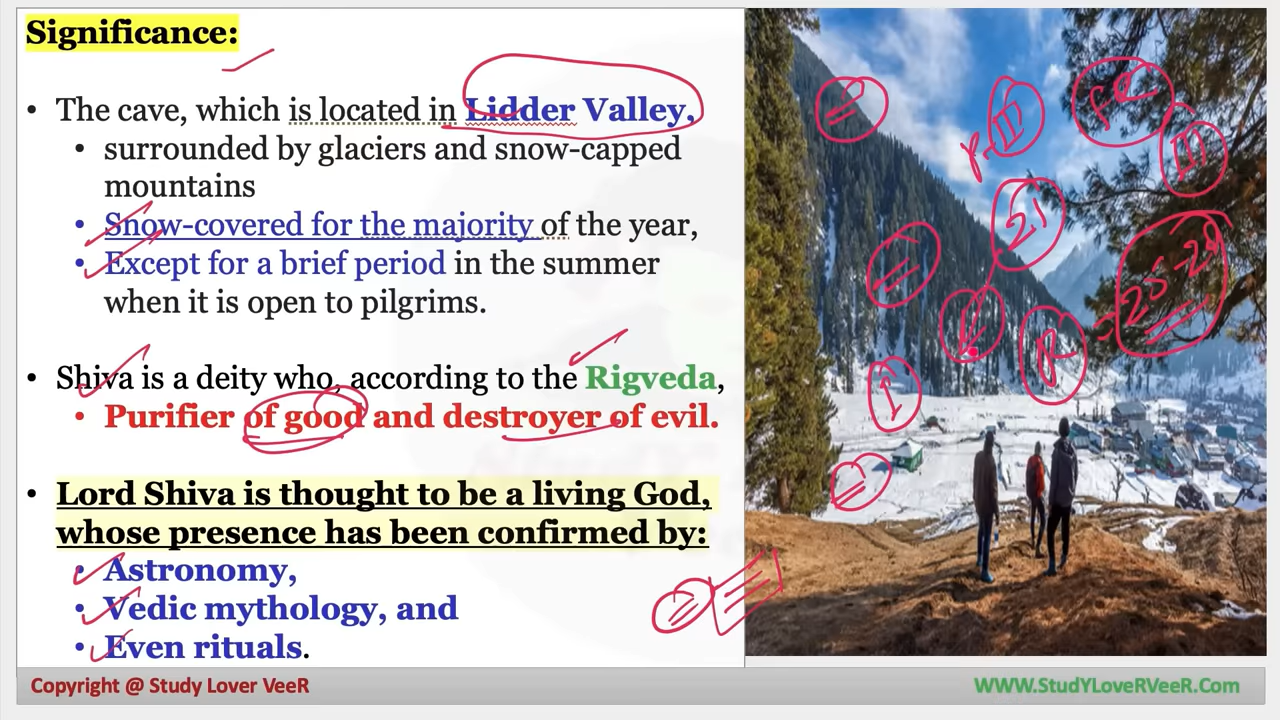 Significance:
• The cave, which is located in Lidder Valley,
• surrounded by glaciers and snow-capped
mountains
• Snow-covered for the majority of the year,
• Except for a brief period in the summer
when it is open to pilgrims.
• Shiva is a deity who, according to the Rigveda,
• Purifier of good and destroyer of evil.
• Lord Shiva is thought to be a living God,
whose presence has been confirmed by:
• Astronomy,
• Vedic mythology, and
• Even rituals.
21
Copyright @ Study Lover VeeR
WWW.StudYLoveRVeeR.Com